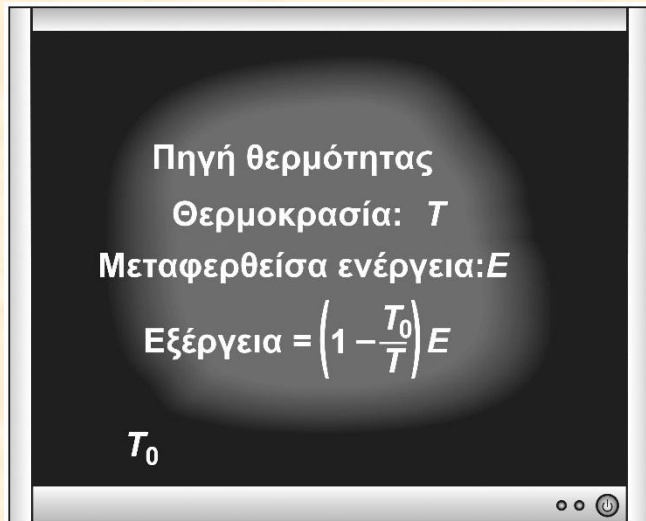 Πηγή θερμότητας
Θερμοκρασία: T
Μεταφερθείσα ενέργεια:E
Εξέργεια = (1 − T₀/T) E
T₀